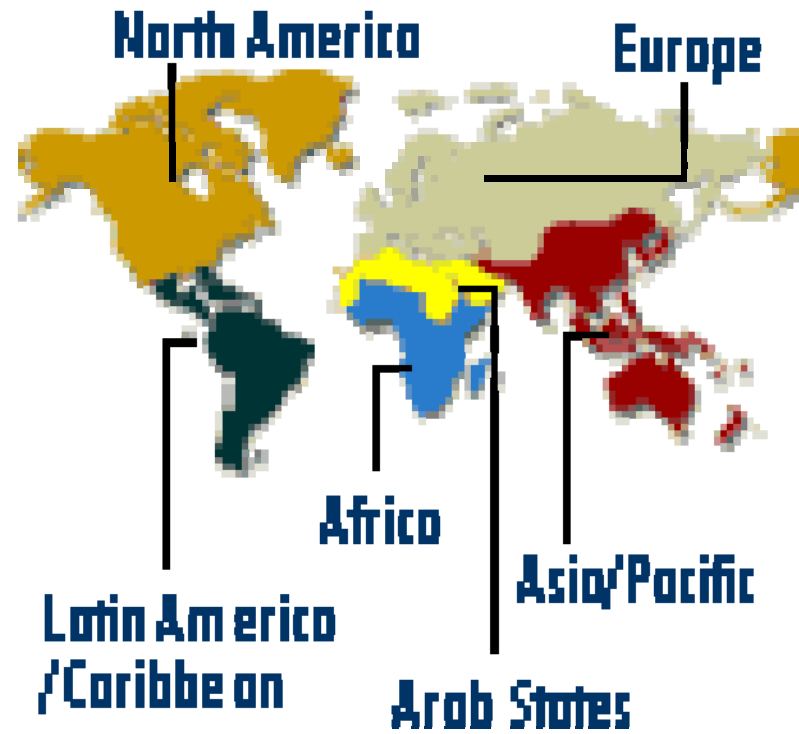 North America
Europe
Africa
Asia/Pacific
Latin America
/Caribbean
Arab States